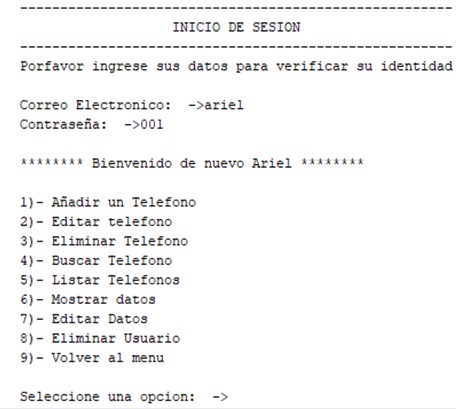 ------------------------------------------------------
INICIO DE SESION
------------------------------------------------------
Porfavor ingrese sus datos para verificar su identidad
Correo Electronico:  ->ariel
Contraseña:  ->001
******** Bienvenido de nuevo Ariel ********
1)- Añadir un Telefono
2)- Editar telefono
3)- Eliminar Telefono
4)- Buscar Telefono
5)- Listar Telefonos
6)- Mostrar datos
7)- Editar Datos
8)- Eliminar Usuario
9)- Volver al menu
Seleccione una opcion:  ->